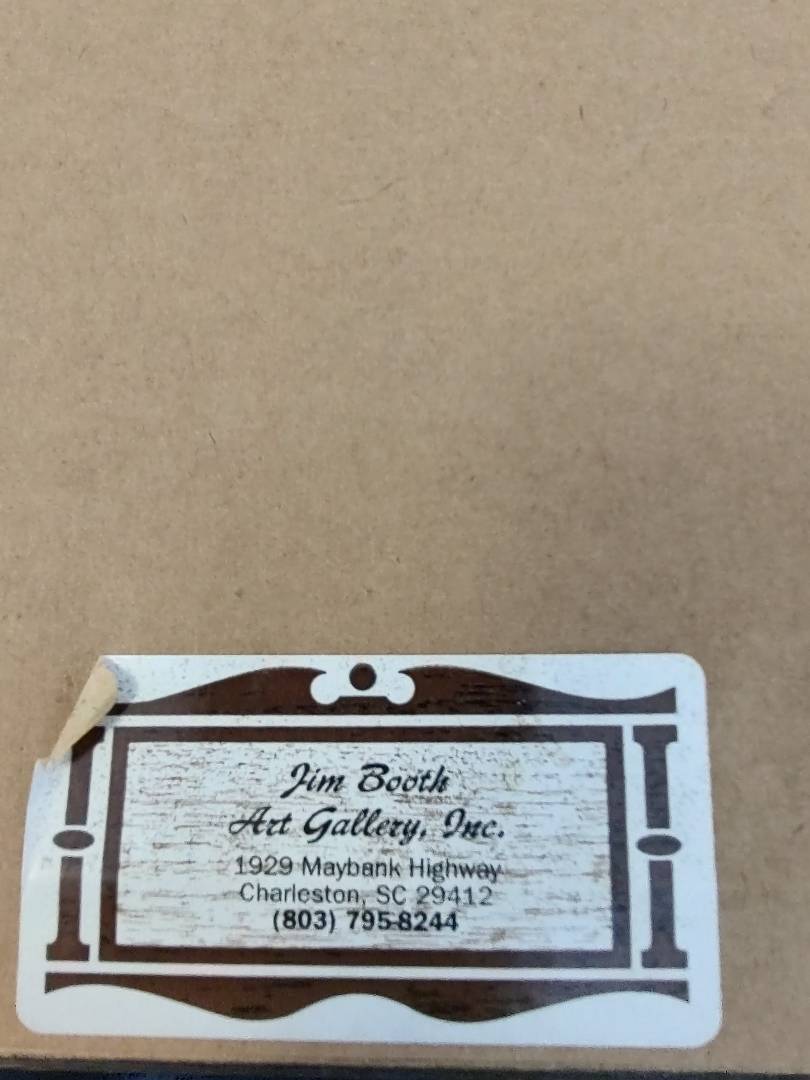 Jim Booth
Art Gallery, Inc.
1929 Maybank Highway
Charleston, SC 29412
(803) 795-8244